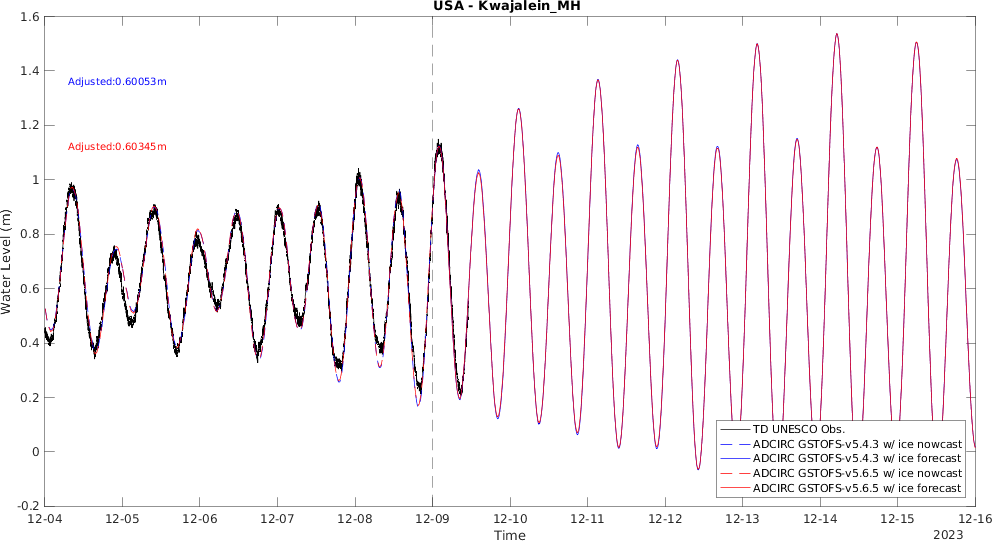 USA - Kwajalein_MH
Adjusted:0.60053m
Adjusted:0.60345m
Water Level (m)
1.6
1.4
1.2
1
0.8
0.6
0.4
0.2
0
-0.2
TD UNESCO Obs.
ADCIRC GSTOFS-v5.4.3 w/ ice nowcast
ADCIRC GSTOFS-v5.4.3 w/ ice forecast
ADCIRC GSTOFS-v5.6.5 w/ ice nowcast
ADCIRC GSTOFS-v5.6.5 w/ ice forecast
12-04 12-05 12-06 12-07 12-08 12-09 12-10 12-11 12-12 12-13 12-14 12-15 12-16
Time
2023